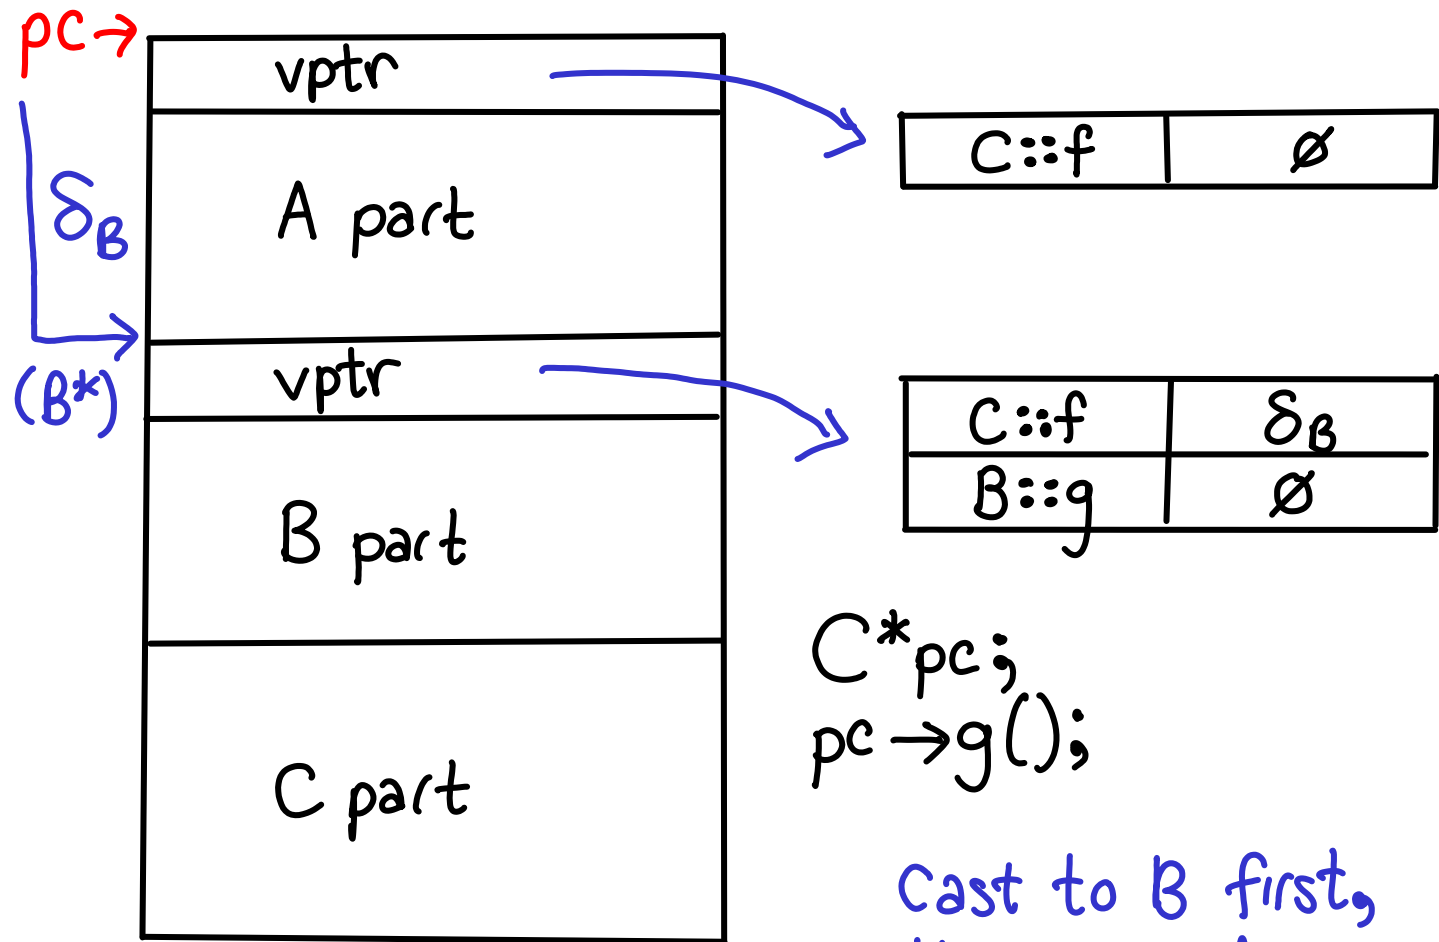 pc →
vptr
C::f ∅
δB
A part
(B*)
vptr
C::f δB
B::g ∅
B part
C*pc;
pc→g();
C part
Cast to B first,